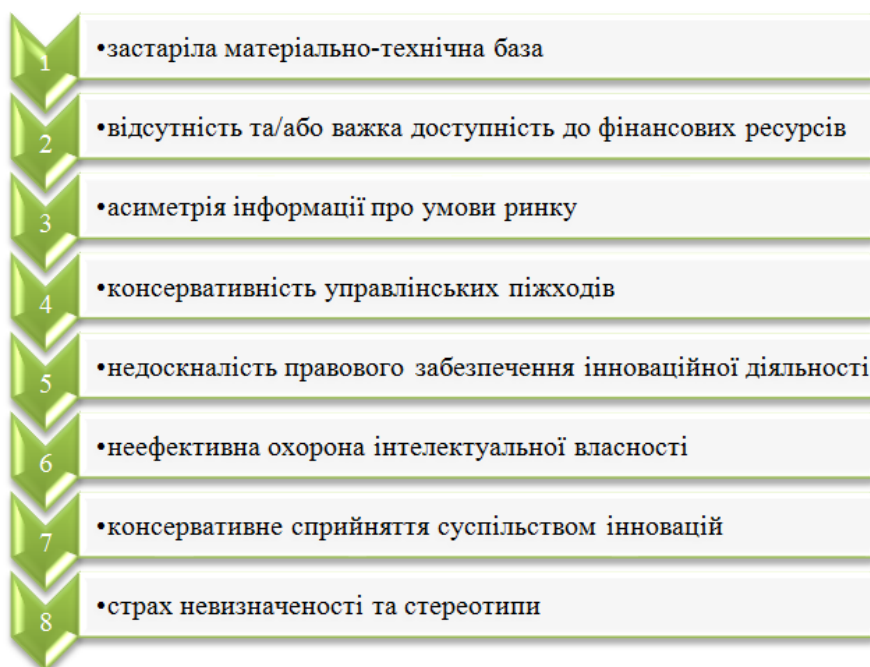 1 •застаріла матеріально-технічна база
2 •відсутність та/або важка доступність до фінансових ресурсів
3 •асиметрія інформації про умови ринку
4 •консервативність управлінських піжходів
5 •недоскналість правового забезпечення інноваційної діяльності
6 •неефективна охорона інтелектуальної власності
7 •консервативне сприйняття суспільством інновацій
8 •страх невизначеності та стереотипи